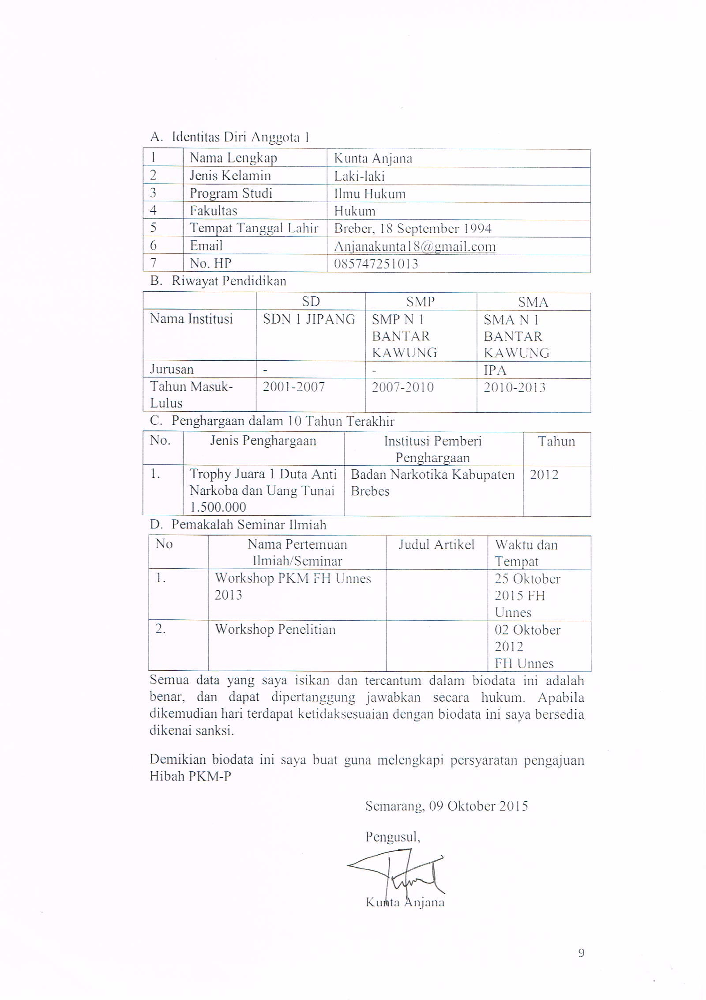 A. Identitas Diri Anggota 1
1 Nama Lengkap Kunta Anjana
2 Jenis Kelamin Laki-laki
3 Program Studi Ilmu Hukum
4 Fakultas Hukum
5 Tempat Tanggal Lahir Breber, 18 September 1994
6 Email Anjanakunta18@gmail.com
7 No. HP 085747251013
B. Riwayat Pendidikan
SD SMP SMA
Nama Institusi SDN 1 JIPANG SMP N 1 SMA N 1
BANTAR BANTAR
KAWUNG KAWUNG
Jurusan - - IPA
Tahun Masuk- 2001-2007 2007-2010 2010-2013
Lulus
C. Penghargaan dalam 10 Tahun Terakhir
No. Jenis Penghargaan Institusi Pemberi Tahun
Penghargaan
1. Trophy Juara 1 Duta Anti Badan Narkotika Kabupaten 2012
Narkoba dan Uang Tunai Brebes
1.500.000
D. Pemakalah Seminar Ilmiah
No Nama Pertemuan Judul Artikel Waktu dan
Ilmiah/Seminar Tempat
1. Workshop PKM FH Unnes 25 Oktober
2013 2015 FH
Unnes
2. Workshop Penelitian 02 Oktober
2012
FH Unnes
Semua data yang saya isikan dan tercantum dalam biodata ini adalah
benar, dan dapat dipertanggung jawabkan secara hukum. Apabila
dikemudian hari terdapat ketidaksesuaian dengan biodata ini saya bersedia
dikenai sanksi.
Demikian biodata ini saya buat guna melengkapi persyaratan pengajuan
Hibah PKM-P
Semarang, 09 Oktober 2015
Pengusul,
Kunta Anjana
9